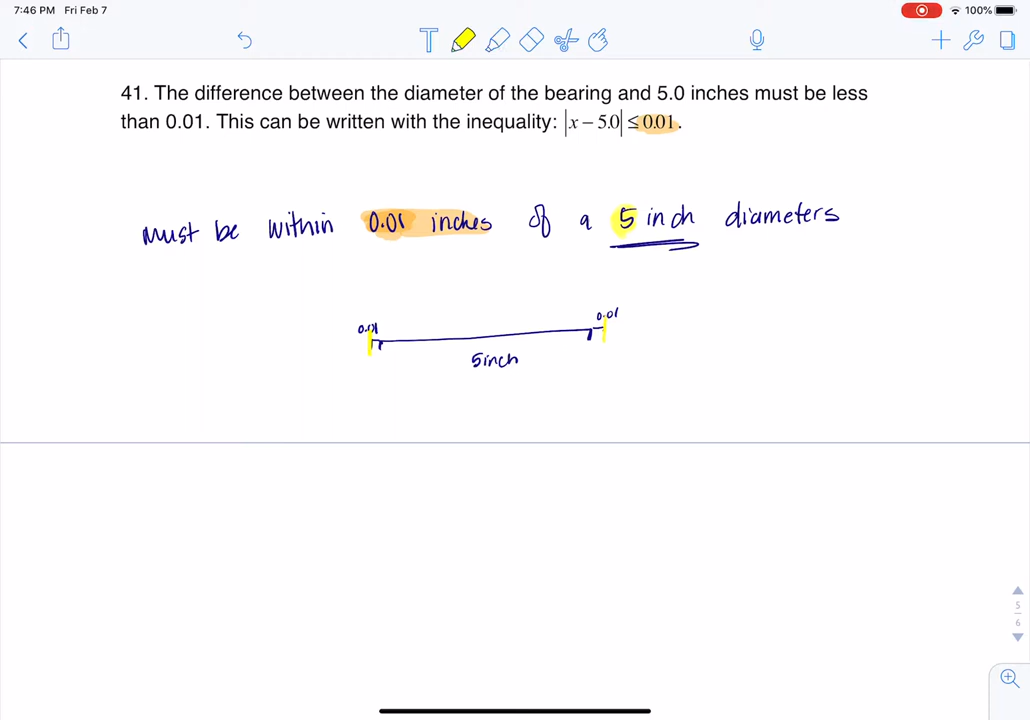 7:46 PM Fri Feb 7
100%
T
41. The difference between the diameter of the bearing and 5.0 inches must be less
than 0.01. This can be written with the inequality: |x − 5.0| ≤ 0.01.
must be within 0.01 inches of a 5 inch diameters
0.01 0.01
5inch
5
6